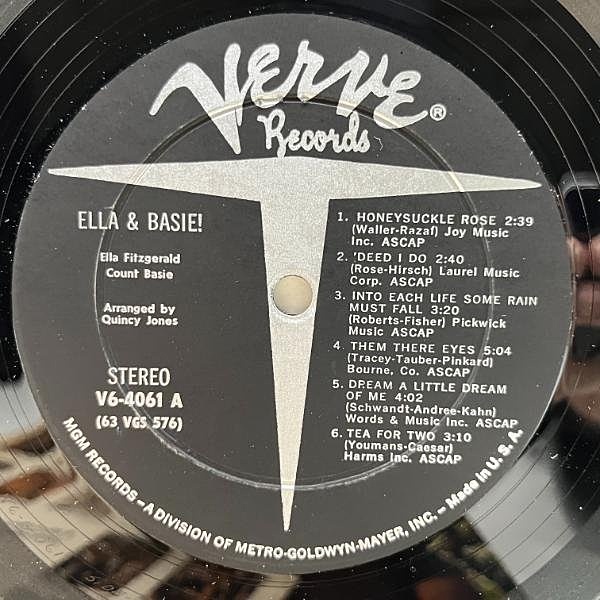 Verve®
Records
ELLA & BASIE!
Ella Fitzgerald
Count Basie
Arranged by
Quincy Jones
STEREO
V6-4061 A
(63 VGS 576)
1. HONEYSUCKLE ROSE 2:39
(Waller-Razaf) Joy Music
Inc. ASCAP
2. 'DEED I DO 2:40
(Rose-Hirsch) Laurel Music
Corp. ASCAP
3. INTO EACH LIFE SOME RAIN
MUST FALL 3:20
(Roberts-Fisher) Pickwick
Music ASCAP
4 THEM THERE EYES 5:04
(Tracey-Tauber-Pinkard)
Bourne, Co. ASCAP
5. DREAM A LITTLE DREAM
OF ME 4:02
(Schwandt-Andree-Kahn)
Words & Music Inc. ASCAP
6. TEA FOR TWO 3:10
(Youmans-Caesar)
Harms Inc. ASCAP
MGM RECORDS – A DIVISION OF METRO-GOLDWYN-MAYER, INC. – Made in U.S.A.